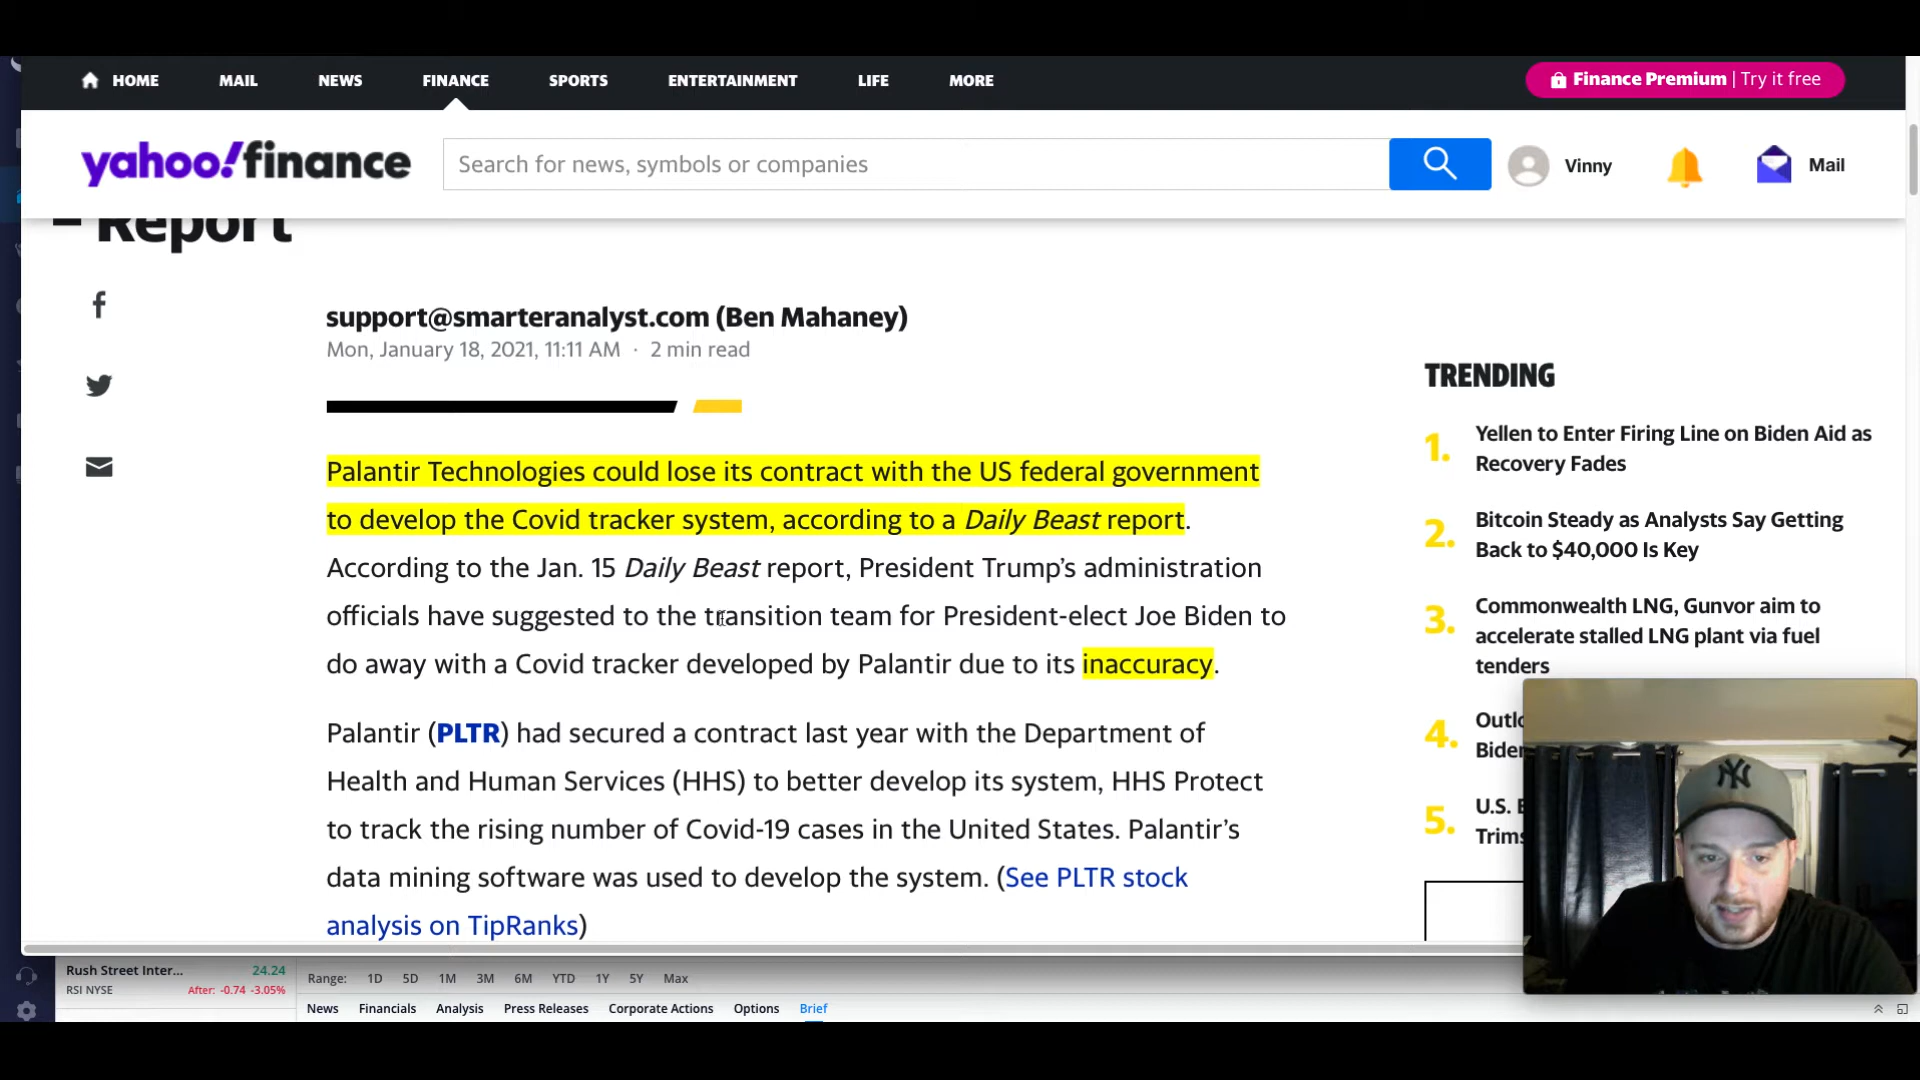 HOME MAIL NEWS FINANCE SPORTS ENTERTAINMENT LIFE MORE Finance Premium | Try it free
yahoo!finance Search for news, symbols or companies Vinny Mail
– Report
support@smarteranalyst.com (Ben Mahaney)
Mon, January 18, 2021, 11:11 AM · 2 min read
Palantir Technologies could lose its contract with the US federal government
to develop the Covid tracker system, according to a Daily Beast report.
According to the Jan. 15 Daily Beast report, President Trump’s administration
officials have suggested to the transition team for President-elect Joe Biden to
do away with a Covid tracker developed by Palantir due to its inaccuracy.
Palantir (PLTR) had secured a contract last year with the Department of
Health and Human Services (HHS) to better develop its system, HHS Protect
to track the rising number of Covid-19 cases in the United States. Palantir’s
data mining software was used to develop the system. (See PLTR stock
analysis on TipRanks)
TRENDING
1. Yellen to Enter Firing Line on Biden Aid as
Recovery Fades
2. Bitcoin Steady as Analysts Say Getting
Back to $40,000 Is Key
3. Commonwealth LNG, Gunvor aim to
accelerate stalled LNG plant via fuel
tenders
4.
5. U.S.
Trims
NY
Rush Street Inter... 24.24
RSI NYSE After: -0.74 -3.05%
Range: 1D 5D 1M 3M 6M YTD 1Y 5Y Max
News Financials Analysis Press Releases Corporate Actions Options Brief